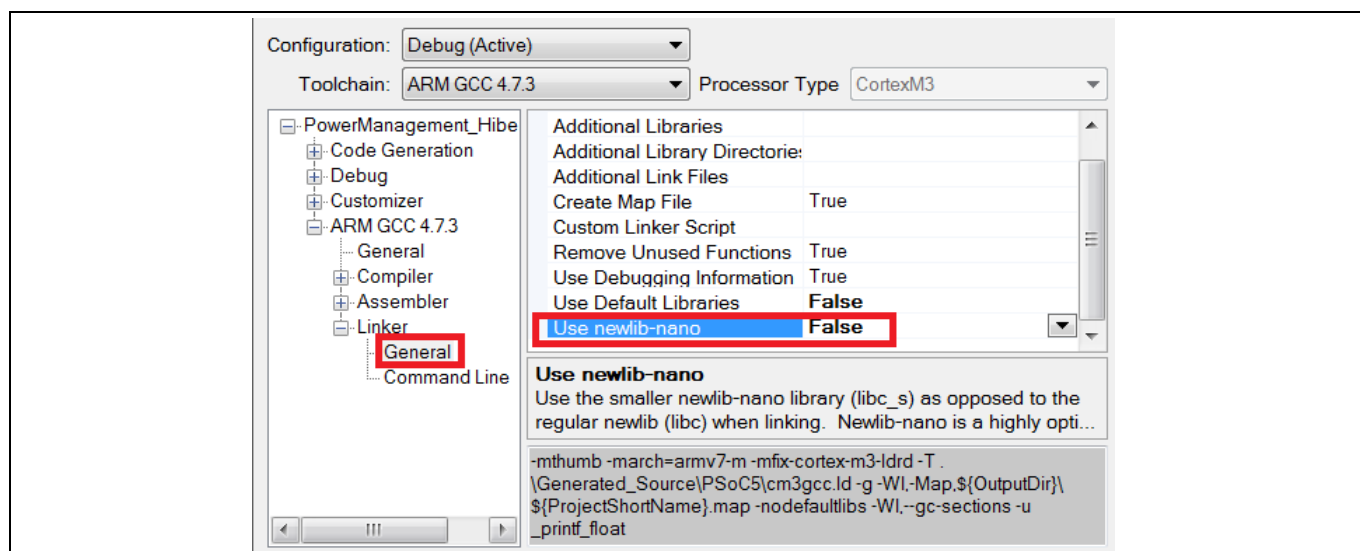 Configuration: Debug (Active)
Toolchain: ARM GCC 4.7.3 Processor Type CortexM3
PowerManagement_Hibe
Code Generation
Debug
Customizer
ARM GCC 4.7.3
General
Compiler
Assembler
Linker
General
Command Line
Additional Libraries
Additional Library Directories
Additional Link Files
Create Map File True
Custom Linker Script
Remove Unused Functions True
Use Debugging Information True
Use Default Libraries False
Use newlib-nano False
Use newlib-nano
Use the smaller newlib-nano library (libc_s) as opposed to the
regular newlib (libc) when linking. Newlib-nano is a highly opti...
-mthumb -march=armv7-m -mfix-cortex-m3-ldrd -T .
\Generated_Source\PSoC5\cm3gcc.ld -g -Wl,-Map,${OutputDir}\
${ProjectShortName}.map -nodefaultlibs -Wl,--gc-sections -u
_printf_float